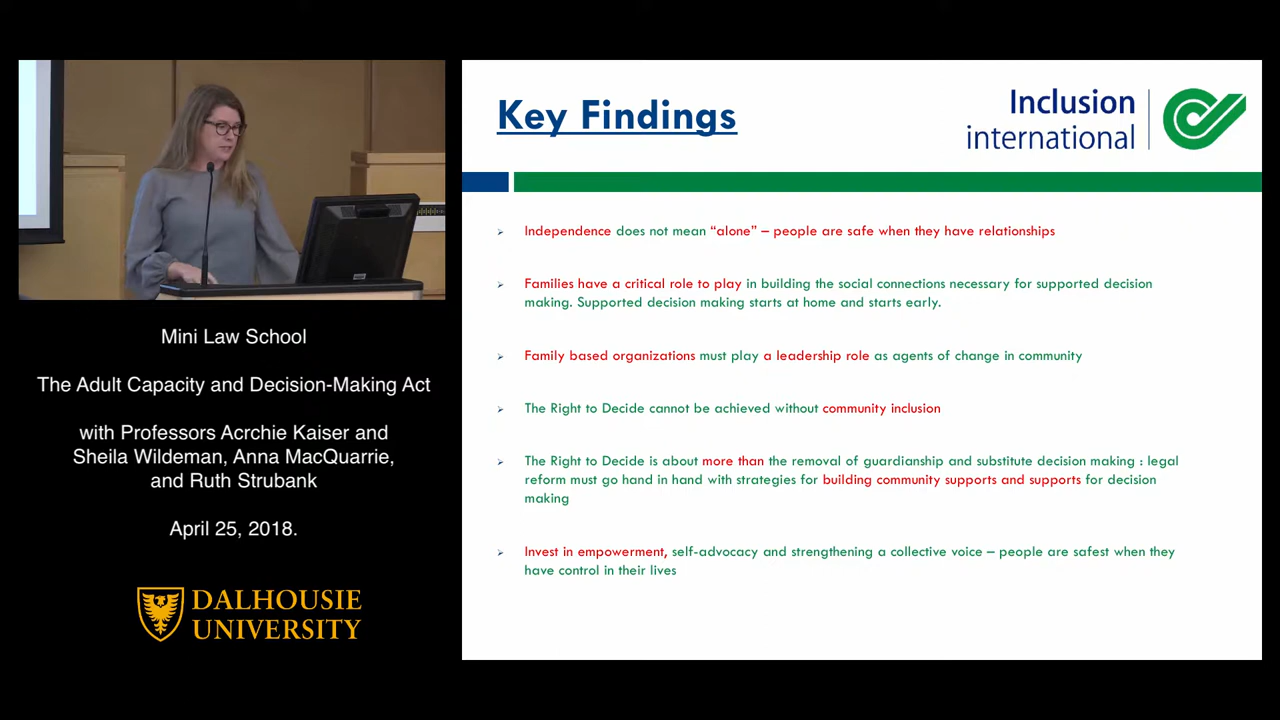 Mini Law School
The Adult Capacity and Decision-Making Act
with Professors Acrchie Kaiser and
Sheila Wildeman, Anna MacQuarrie,
and Ruth Strubank
April 25, 2018.
DALHOUSIE
UNIVERSITY
Key Findings
Inclusion
international
Independence does not mean “alone” – people are safe when they have relationships
Families have a critical role to play in building the social connections necessary for supported decision
making. Supported decision making starts at home and starts early.
Family based organizations must play a leadership role as agents of change in community
The Right to Decide cannot be achieved without community inclusion
The Right to Decide is about more than the removal of guardianship and substitute decision making : legal
reform must go hand in hand with strategies for building community supports and supports for decision
making
Invest in empowerment, self-advocacy and strengthening a collective voice – people are safest when they
have control in their lives